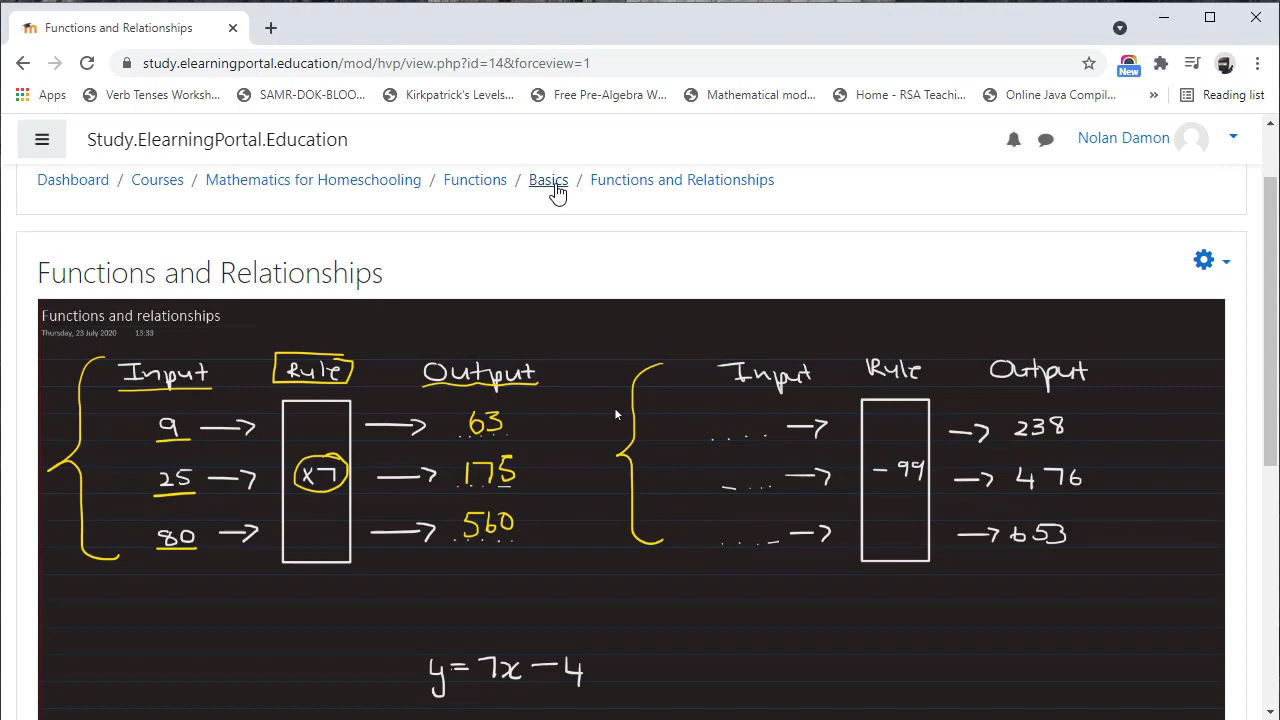 Functions and Relationships
study.elearningportal.education/mod/hvp/view.php?id=14&forceview=1
New
Apps Verb Tenses Worksh... SAMR-DOK-BLOO... Kirkpatrick's Levels... Free Pre-Algebra W... Mathematical mod... Home - RSA Teachi... Online Java Compil... » Reading list
Study.ElearningPortal.Education
Nolan Damon
Dashboard / Courses / Mathematics for Homeschooling / Functions / Basics / Functions and Relationships
Functions and Relationships
Functions and relationships
Thursday, 23 July 2020 13:33
Input Rule Output Input Rule Output
9 → → 63 .... → → 238
25 → x7 → 175 .... → - 99 → 476
80 → → 560 .... → → 653
y = 7x - 4